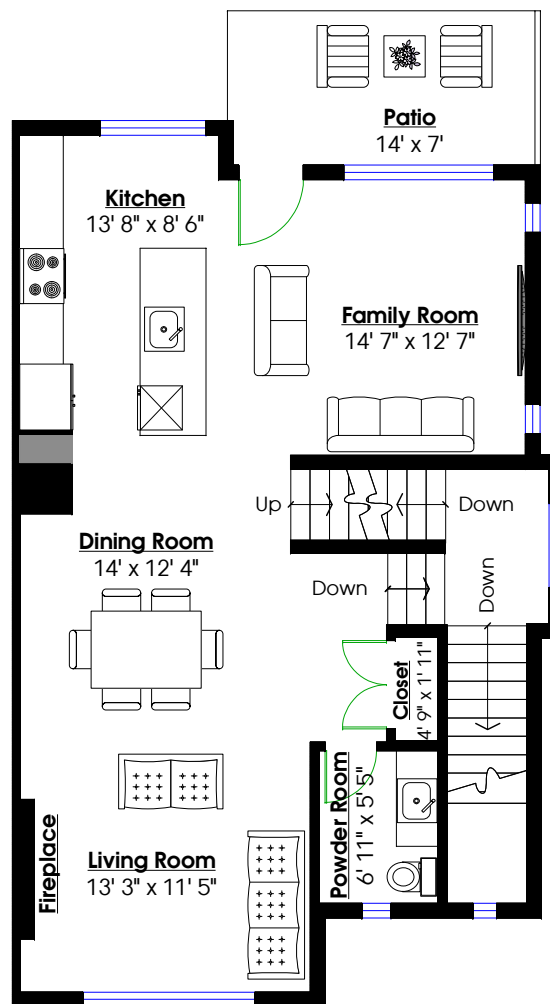 Patio
14' x 7'
Kitchen
13' 8" x 8' 6"
Family Room
14' 7" x 12' 7"
Up
Down
Dining Room
14' x 12' 4"
Down
Down
Closet
4' 9" x 1' 11"
Powder Room
6' 11" x 5' 5"
Fireplace
Living Room
13' 3" x 11' 5"